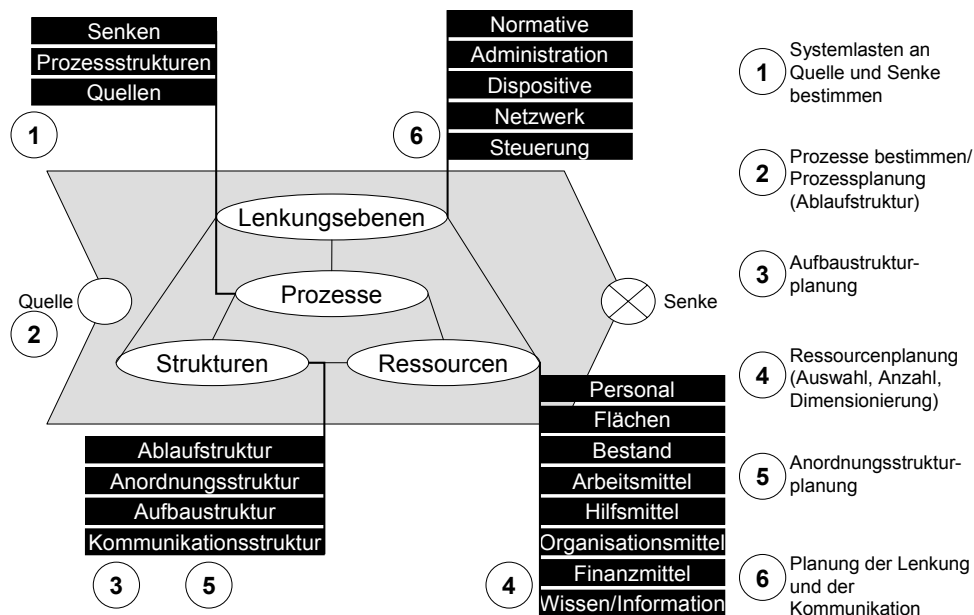 Senken
Prozessstrukturen
Quellen
1
Normative
Administration
Dispositive
Netzwerk
Steuerung
6
Lenkungsebenen
Prozesse
Quelle
2
Senke
Strukturen
Ressourcen
Ablaufstruktur
Anordnungsstruktur
Aufbaustruktur
Kommunikationsstruktur
3
5
Personal
Flächen
Bestand
Arbeitsmittel
Hilfsmittel
Organisationsmittel
Finanzmittel
Wissen/Information
4
1
Systemlasten an
Quelle und Senke
bestimmen
2
Prozesse bestimmen/
Prozessplanung
(Ablaufstruktur)
3
Aufbaustruktur-
planung
4
Ressourcenplanung
(Auswahl, Anzahl,
Dimensionierung)
5
Anordnungsstruktur-
planung
6
Planung der Lenkung
und der
Kommunikation